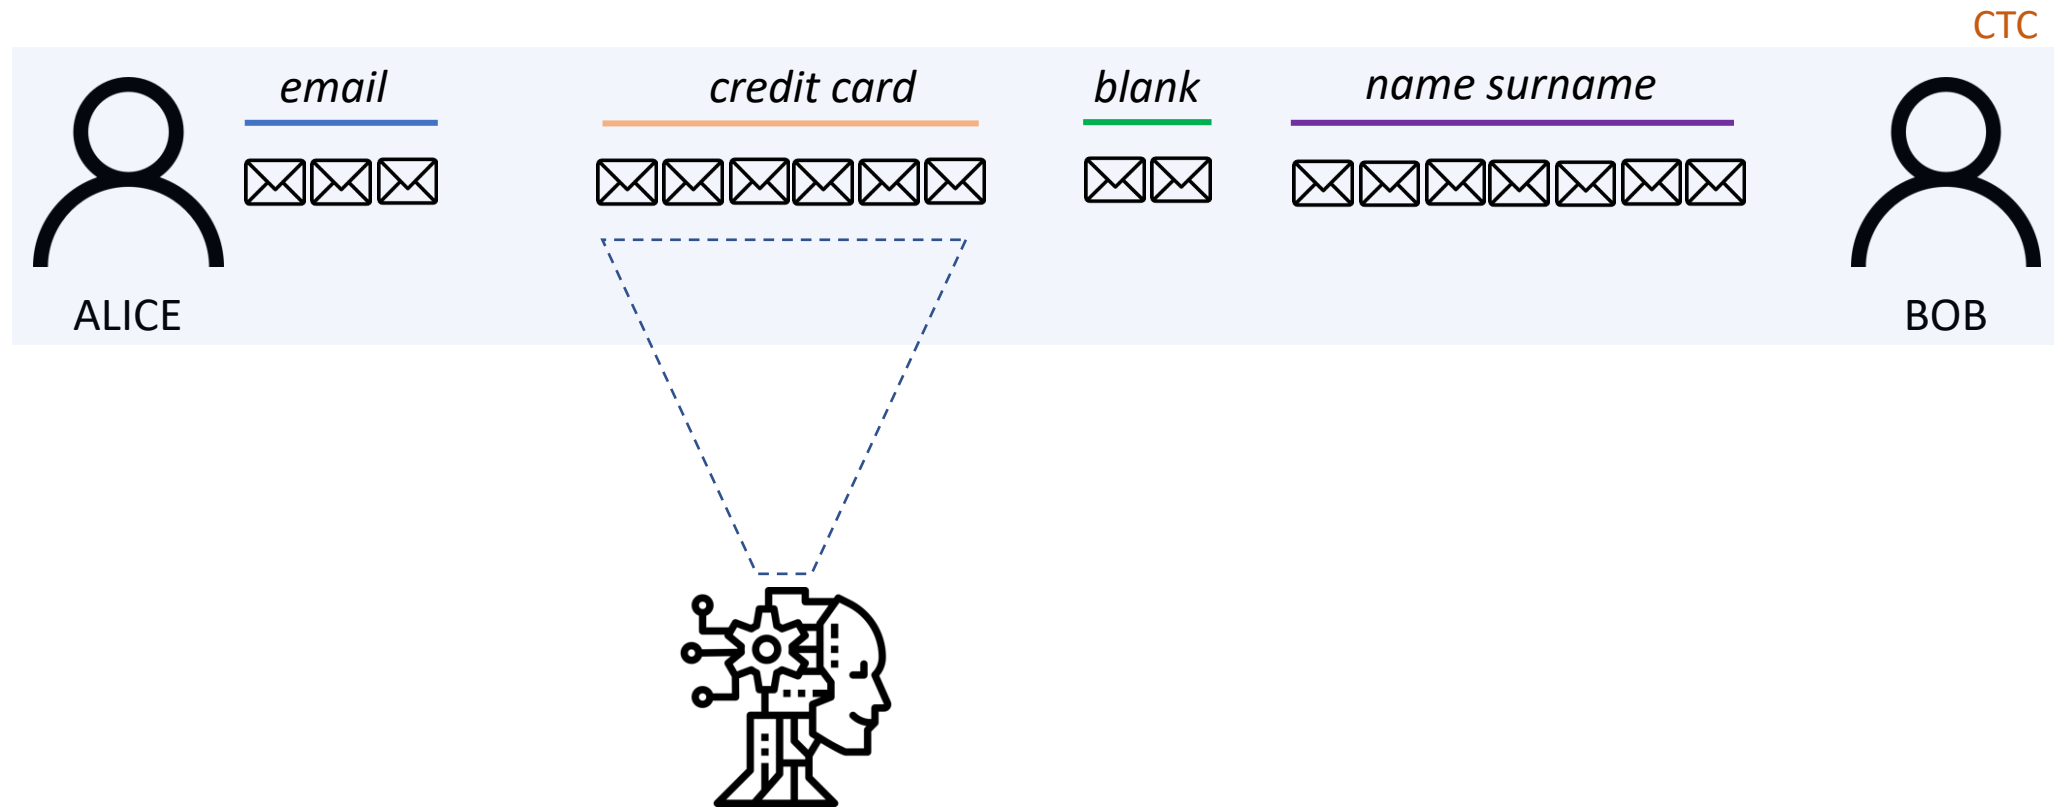 CTC
email
credit card
blank
name surname
ALICE
BOB